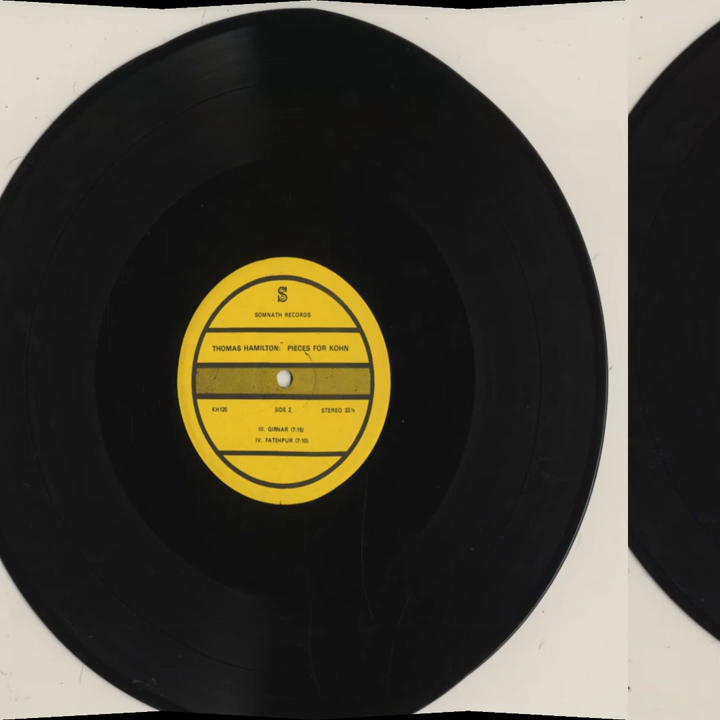 S
SOMNATH RECORDS
THOMAS HAMILTON: PIECES FOR KOHN
KH120 SIDE 2 STEREO 33⅓
III. GIRNAR (7:16)
IV. FATEHPUR (7:10)